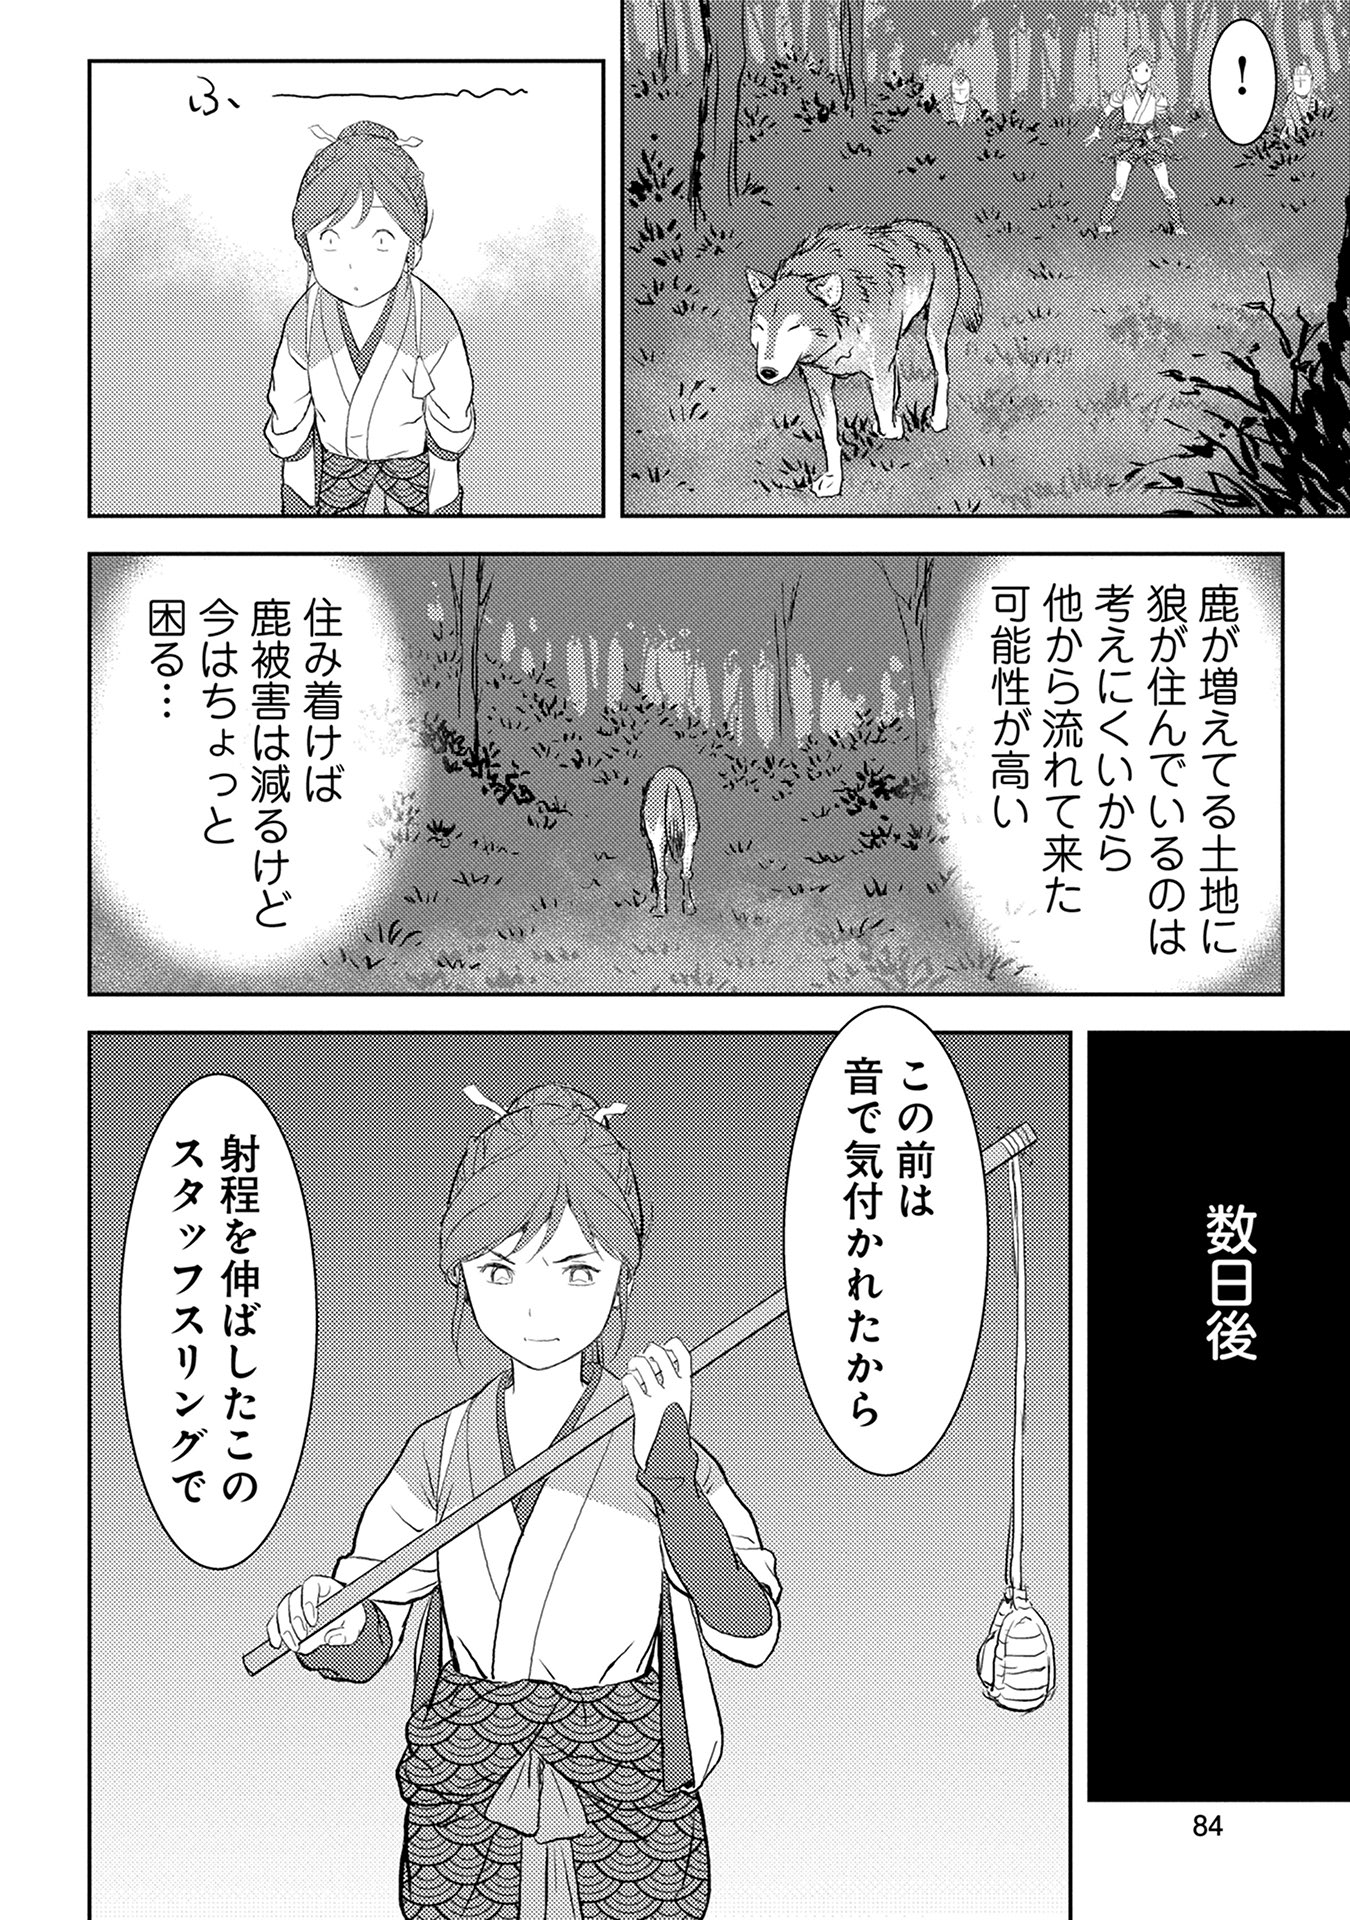 ！
ふ、
鹿が増えてる土地に
狼が住んでいるのは
考えにくいから
他から流れて来た
可能性が高い
住み着けば
鹿被害は減るけど
今はちょっと
困る…
数日後
この前は
音で気付かれたから
射程を伸ばしたこの
スタッフスリングで
84